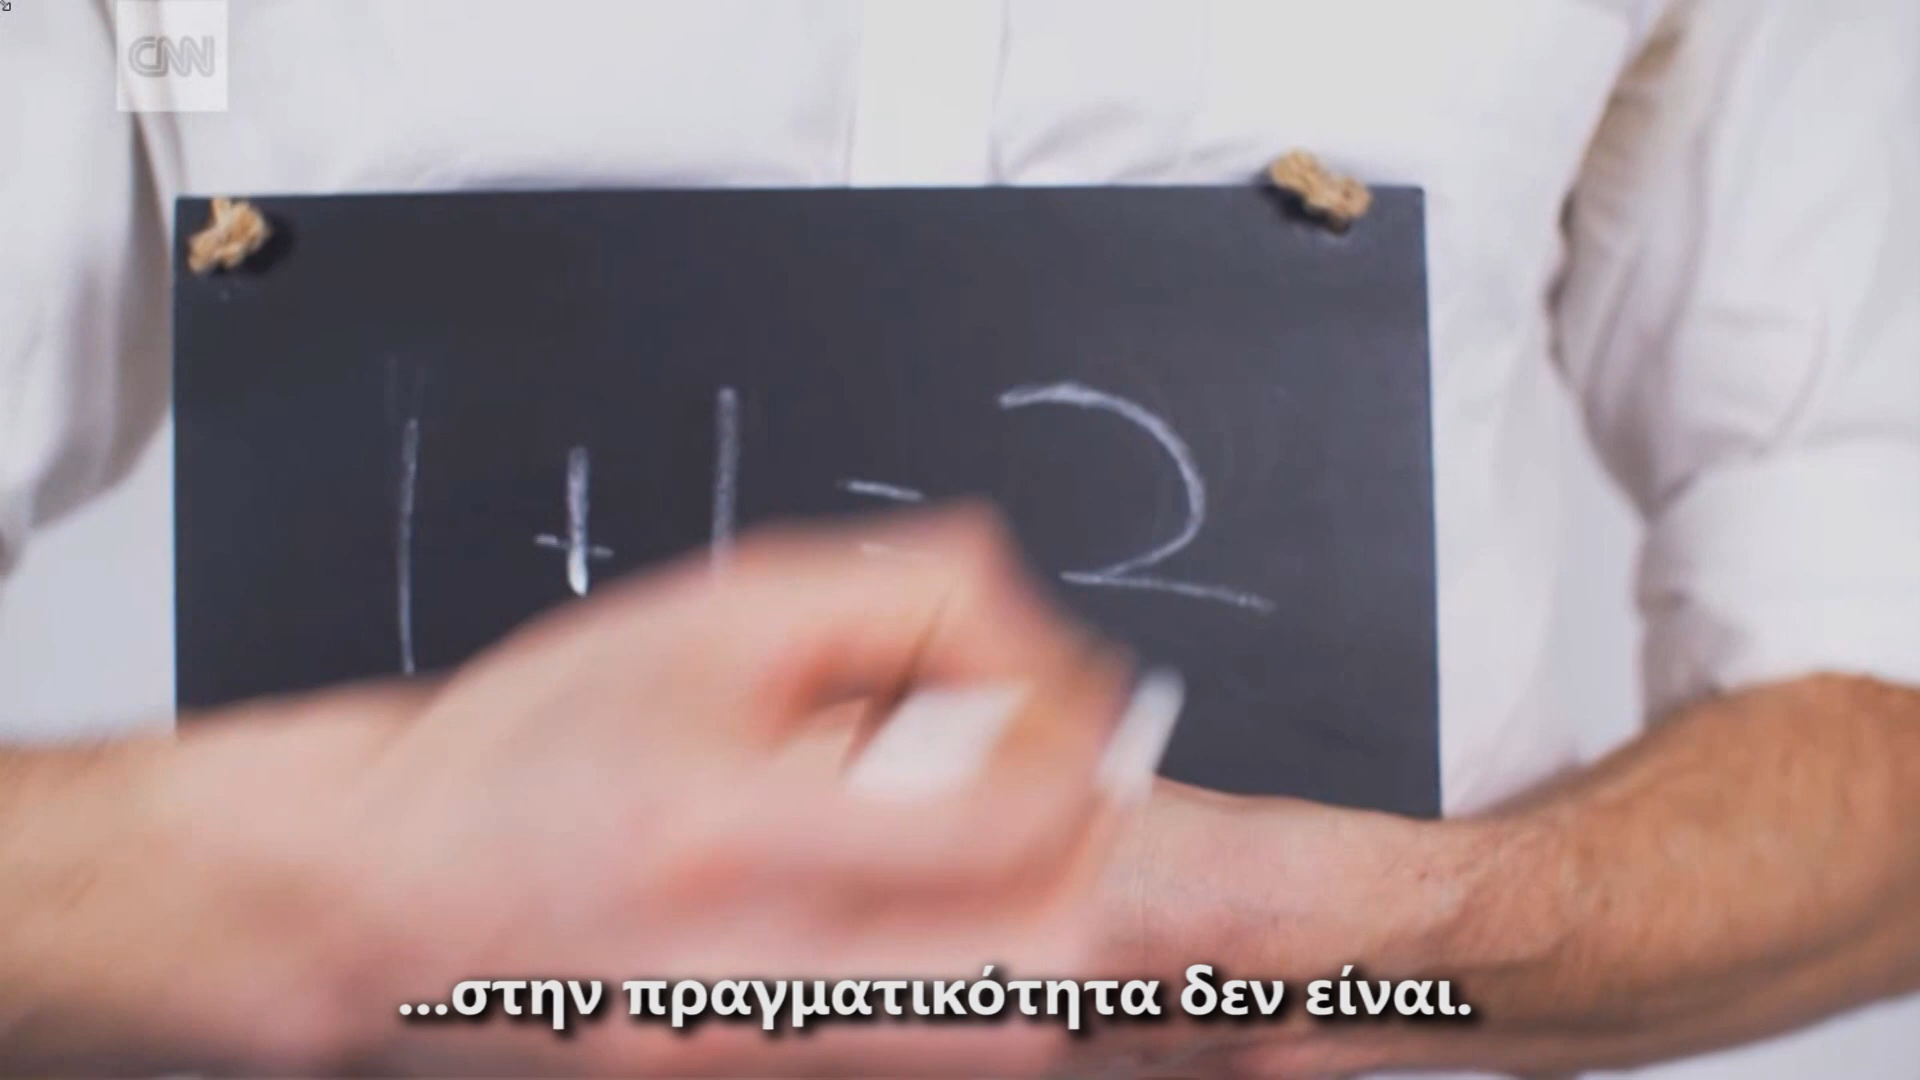 CNN
1 + 1 = 2
...στην πραγματικότητα δεν είναι.